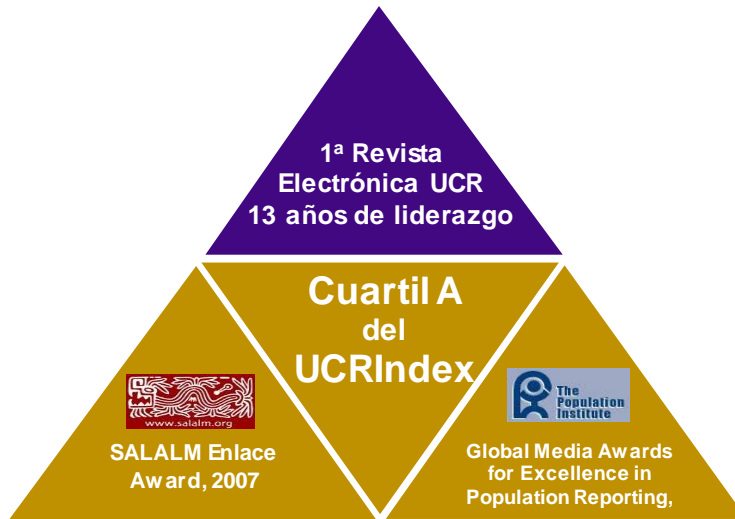 1ª Revista
Electrónica UCR
13 años de liderazgo
Cuartil A
del
UCRIndex
www.salalm.org
SALALM Enlace
Award, 2007
The
Population
Institute
Global Media Awards
for Excellence in
Population Reporting,